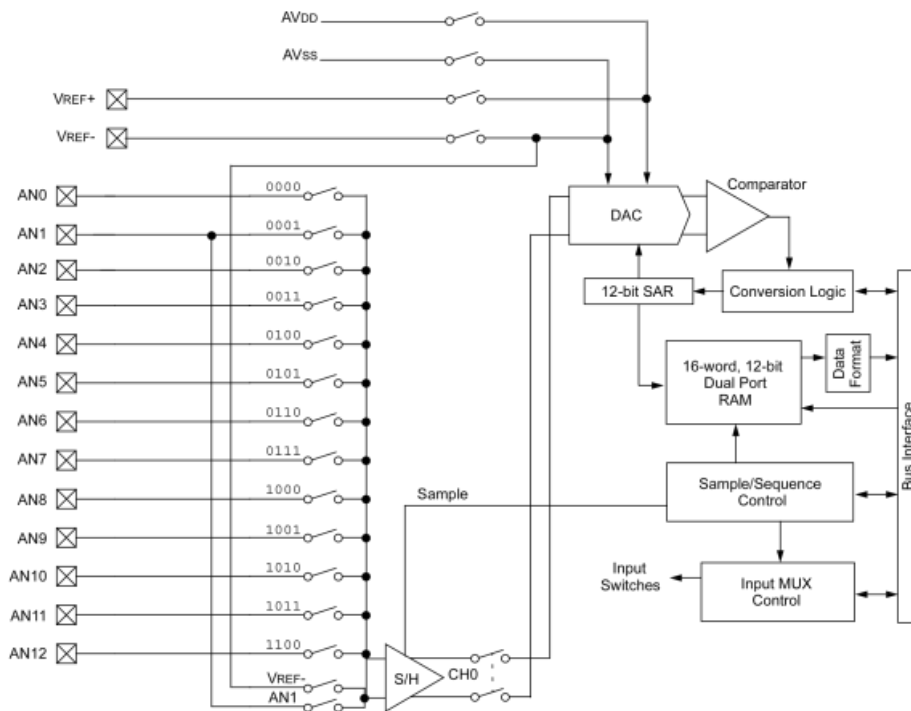 AVDD
AVSS
VREF+
VREF-
AN0
0000
AN1
0001
AN2
0010
AN3
0011
AN4
0100
AN5
0101
AN6
0110
AN7
0111
AN8
1000
AN9
1001
AN10
1010
AN11
1011
AN12
1100
VREF-
AN1
S/H
CH0
Sample
DAC
Comparator
12-bit SAR
Conversion Logic
16-word, 12-bit
Dual Port
RAM
Data
Format
Sample/Sequence
Control
Input
Switches
Input MUX
Control
Bus Interface